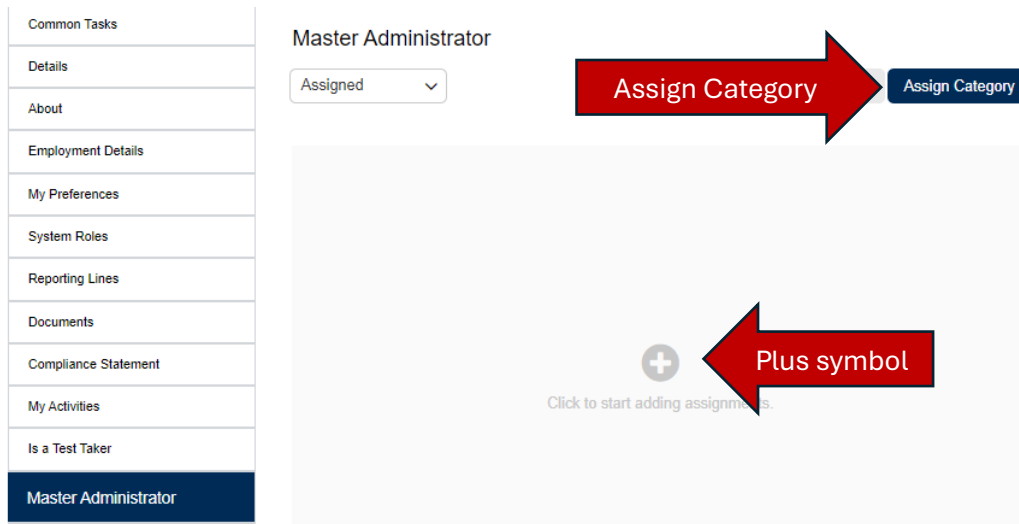 Common Tasks
Details
About
Employment Details
My Preferences
System Roles
Reporting Lines
Documents
Compliance Statement
My Activities
Is a Test Taker
Master Administrator
Master Administrator
Assigned
Assign Category
Assign Category
Plus symbol
Click to start adding assignments.